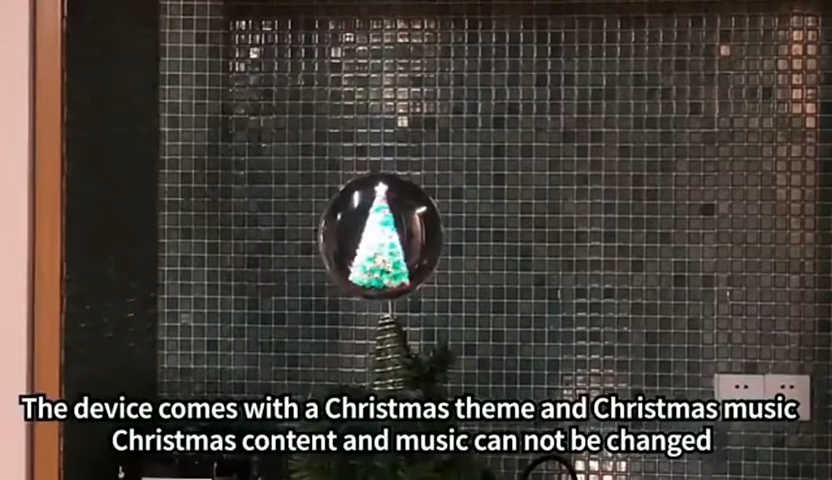 The device comes with a Christmas theme and Christmas music
Christmas content and music can not be changed